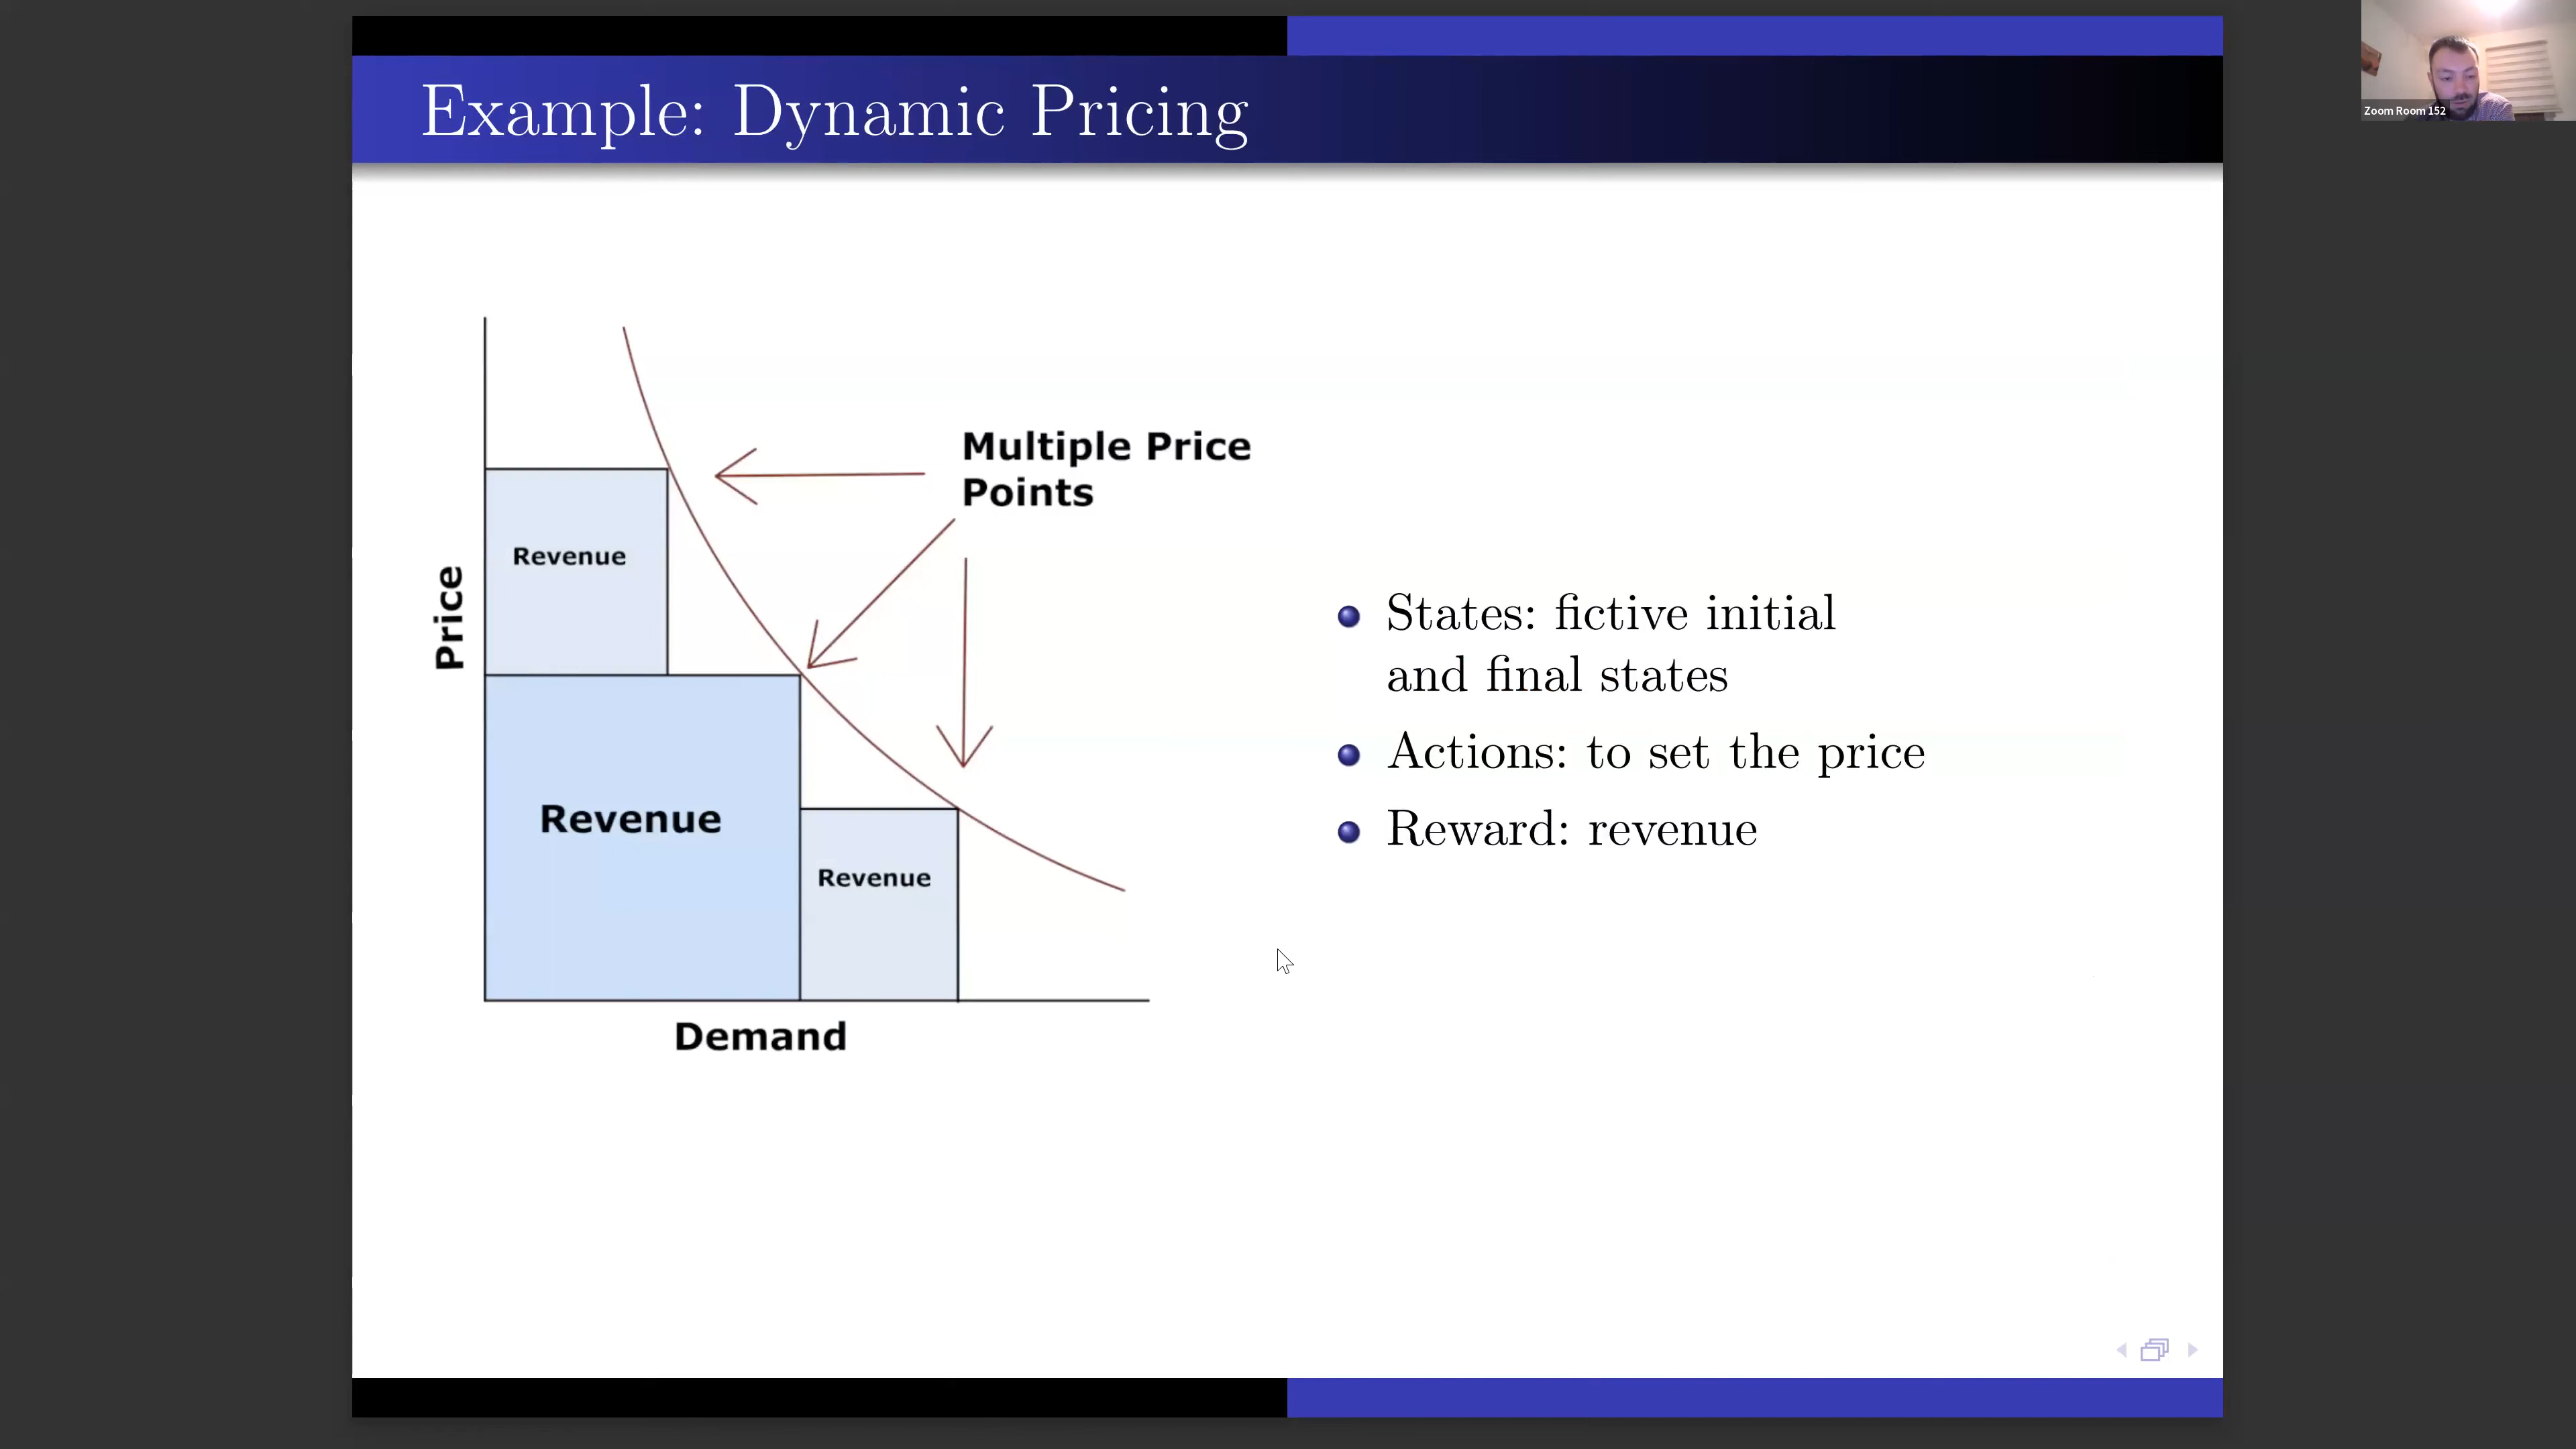 Example: Dynamic Pricing
Zoom Room 152
Multiple Price
Points
Revenue
Price
Revenue
Revenue
Demand
States: fictive initial
and final states
Actions: to set the price
Reward: revenue